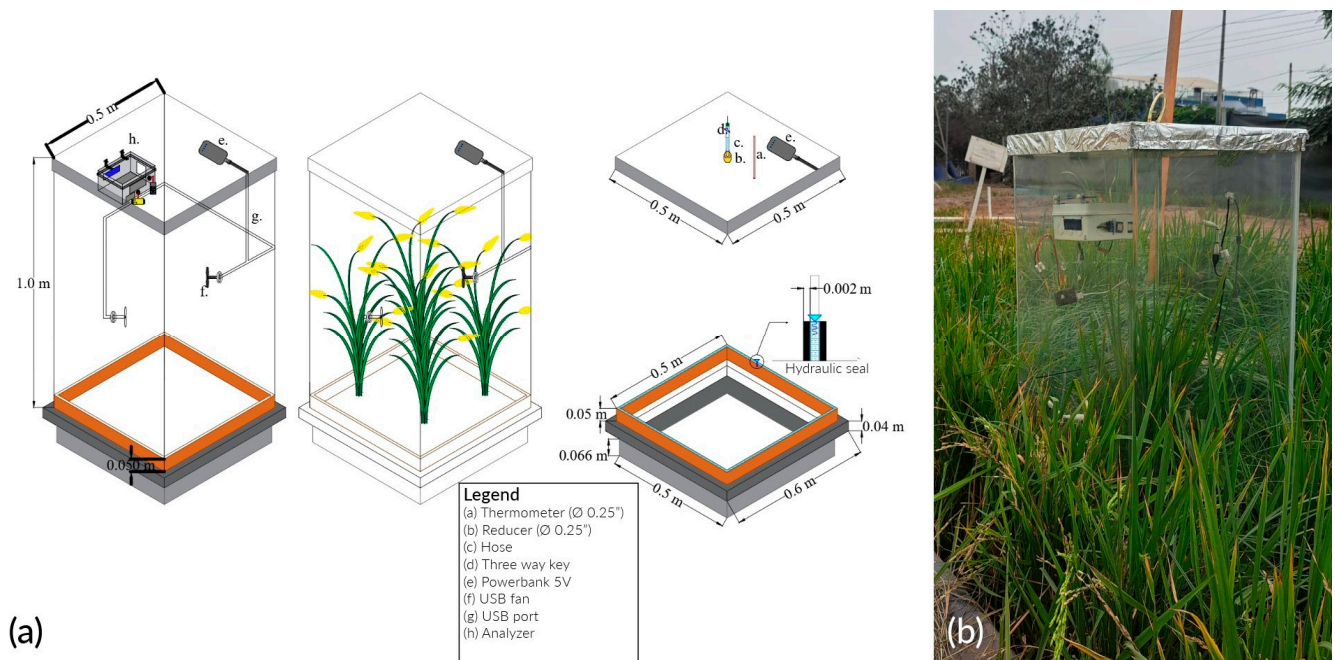 0.5 m
h.
e.
g.
1.0 m
f.
0.050 m
d.
c.
b.
a.
e.
0.5 m
0.5 m
0.002 m
Hydraulic seal
0.5 m
0.05 m
0.04 m
0.066 m
0.5 m
0.6 m
Legend
(a) Thermometer (Ø 0.25”)
(b) Reducer (Ø 0.25”)
(c) Hose
(d) Three way key
(e) Powerbank 5V
(f) USB fan
(g) USB port
(h) Analyzer
(a)
(b)